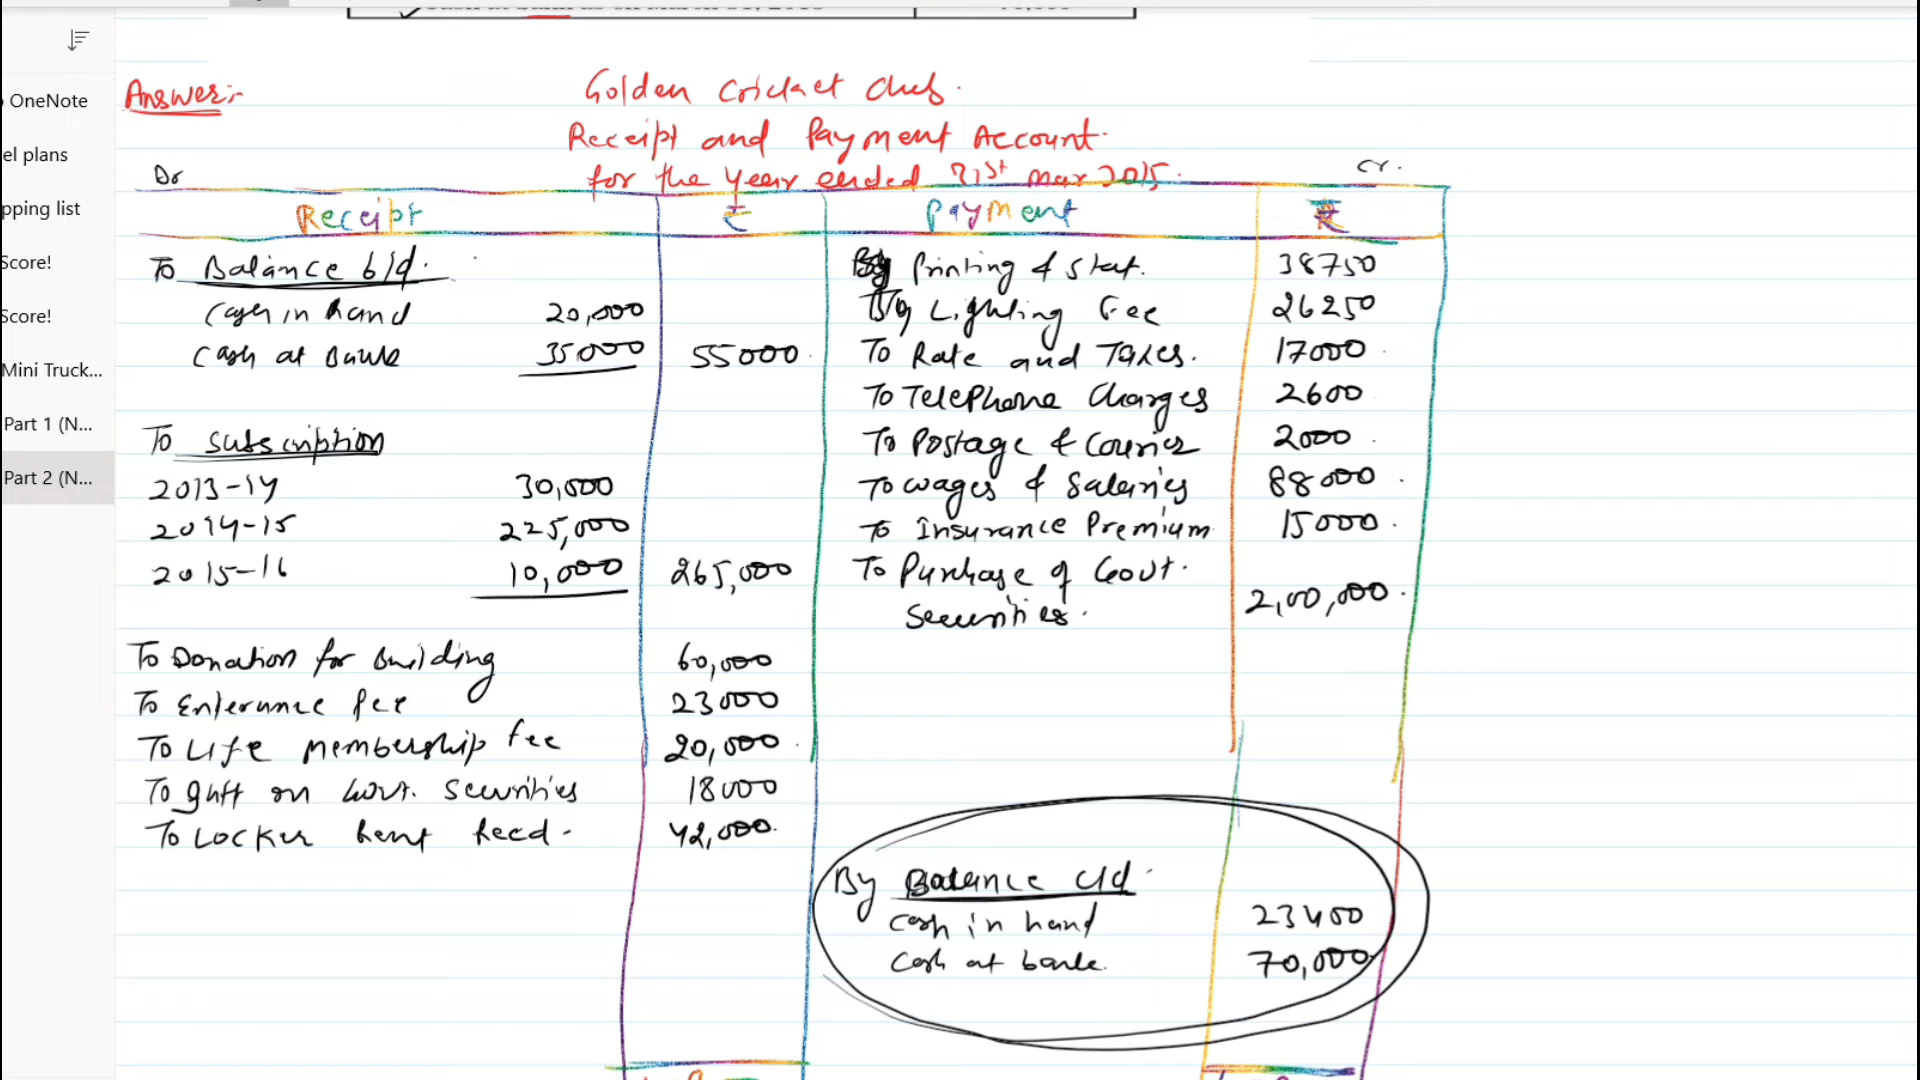 OneNote
el plans
pping list
Score!
Score!
Mini Truck...
Part 1 (N...
Part 2 (N...
Answer:-
Golden Cricket Club.
Receipt and Payment Account.
for the year ended 31st Mar 2015.
Dr
Cr.
Receipt ₹ Payment ₹
To Balance b/d.
Cash in hand 20,000
Cash at Bank 35000 55000
To Subscription
2013-14 30,000
2014-15 225,000
2015-16 10,000 265,000
To Donation for Building 60,000
To Enterance fee 23000
To Life membership fee 20,000
To on Govt. Securities 18000
To Locker Rent Recd. 42,000
By Printing & Stat. 38750
By Lighting Fee 26250
To Rate and Taxes. 17000
To Telephone Charges 2600
To Postage & Courier 2000
To Wages & Salaries 88000
To Insurance Premium 15000
To Purchase of Govt.
Securities. 2,00,000
By Balance c/d
Cash in hand 23400
Cash at bank 70,000